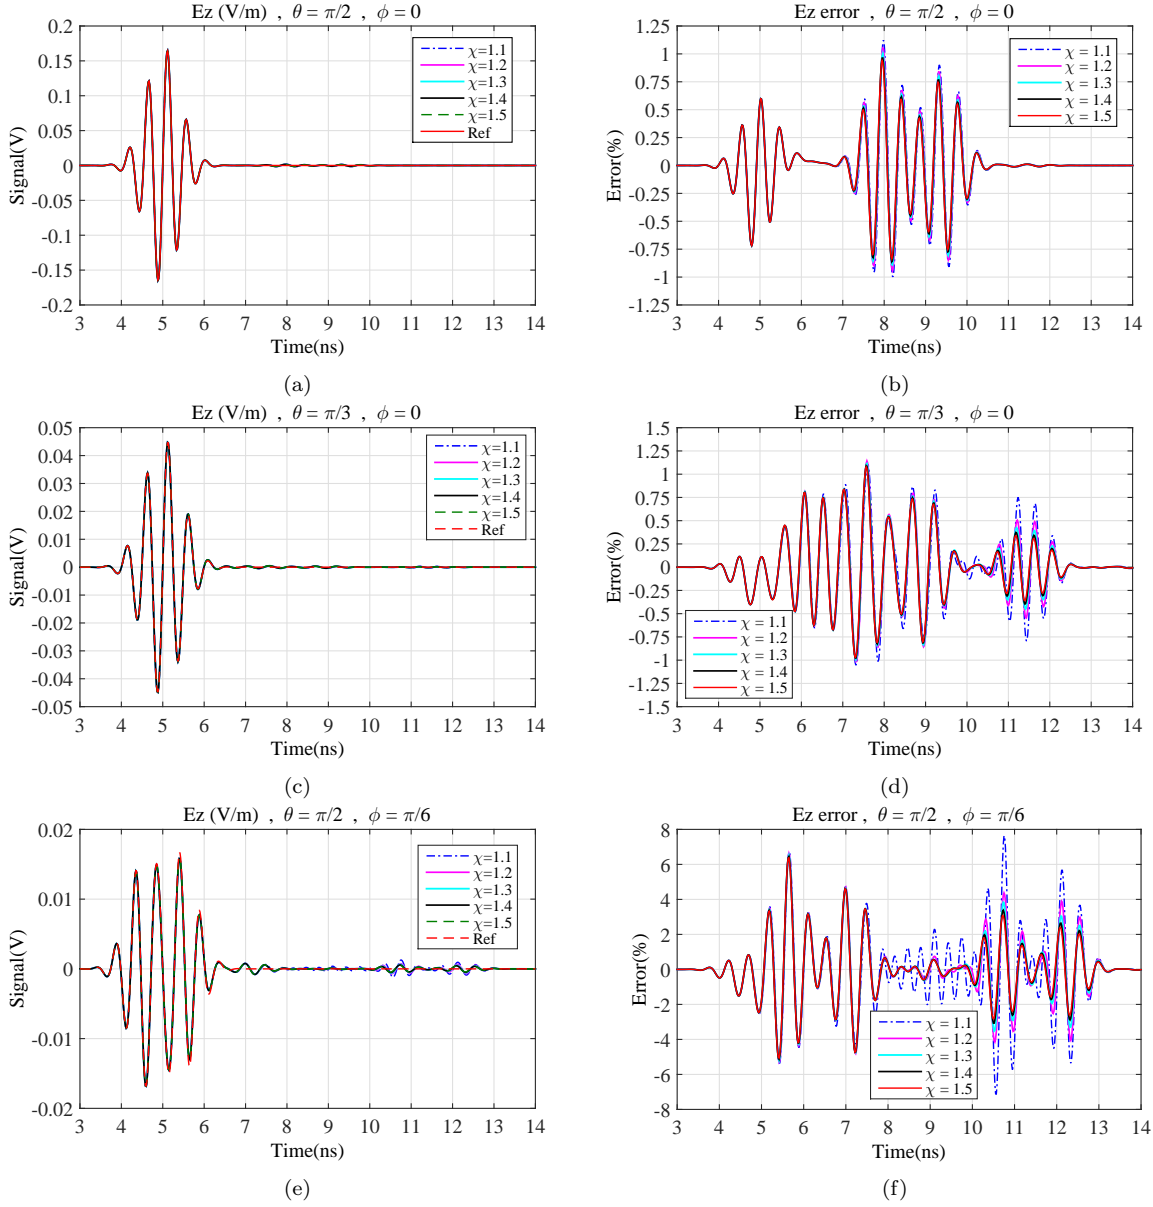 Ez (V/m) , θ = π/2 , ϕ = 0
0.2
0.15
0.1
0.05
0
-0.05
-0.1
-0.15
-0.2
Signal(V)
χ=1.1
χ=1.2
χ=1.3
χ=1.4
χ=1.5
Ref
3 4 5 6 7 8 9 10 11 12 13 14
Time(ns)
(a)
Ez error , θ = π/2 , ϕ = 0
1.25
1
0.75
0.5
0.25
0
-0.25
-0.5
-0.75
-1
-1.25
Error(%)
χ = 1.1
χ = 1.2
χ = 1.3
χ = 1.4
χ = 1.5
3 4 5 6 7 8 9 10 11 12 13 14
Time(ns)
(b)
Ez (V/m) , θ = π/3 , ϕ = 0
0.05
0.04
0.03
0.02
0.01
0
-0.01
-0.02
-0.03
-0.04
-0.05
Signal(V)
χ=1.1
χ=1.2
χ=1.3
χ=1.4
χ=1.5
Ref
3 4 5 6 7 8 9 10 11 12 13 14
Time(ns)
(c)
Ez error , θ = π/3 , ϕ = 0
1.5
1.25
1
0.75
0.5
0.25
0
-0.25
-0.5
-0.75
-1
-1.25
-1.5
Error(%)
χ = 1.1
χ = 1.2
χ = 1.3
χ = 1.4
χ = 1.5
3 4 5 6 7 8 9 10 11 12 13 14
Time(ns)
(d)
Ez (V/m) , θ = π/2 , ϕ = π/6
0.02
0.01
0
-0.01
-0.02
Signal(V)
χ=1.1
χ=1.2
χ=1.3
χ=1.4
χ=1.5
Ref
3 4 5 6 7 8 9 10 11 12 13 14
Time(ns)
(e)
Ez error , θ = π/2 , ϕ = π/6
8
6
4
2
0
-2
-4
-6
-8
Error(%)
χ = 1.1
χ = 1.2
χ = 1.3
χ = 1.4
χ = 1.5
3 4 5 6 7 8 9 10 11 12 13 14
Time(ns)
(f)